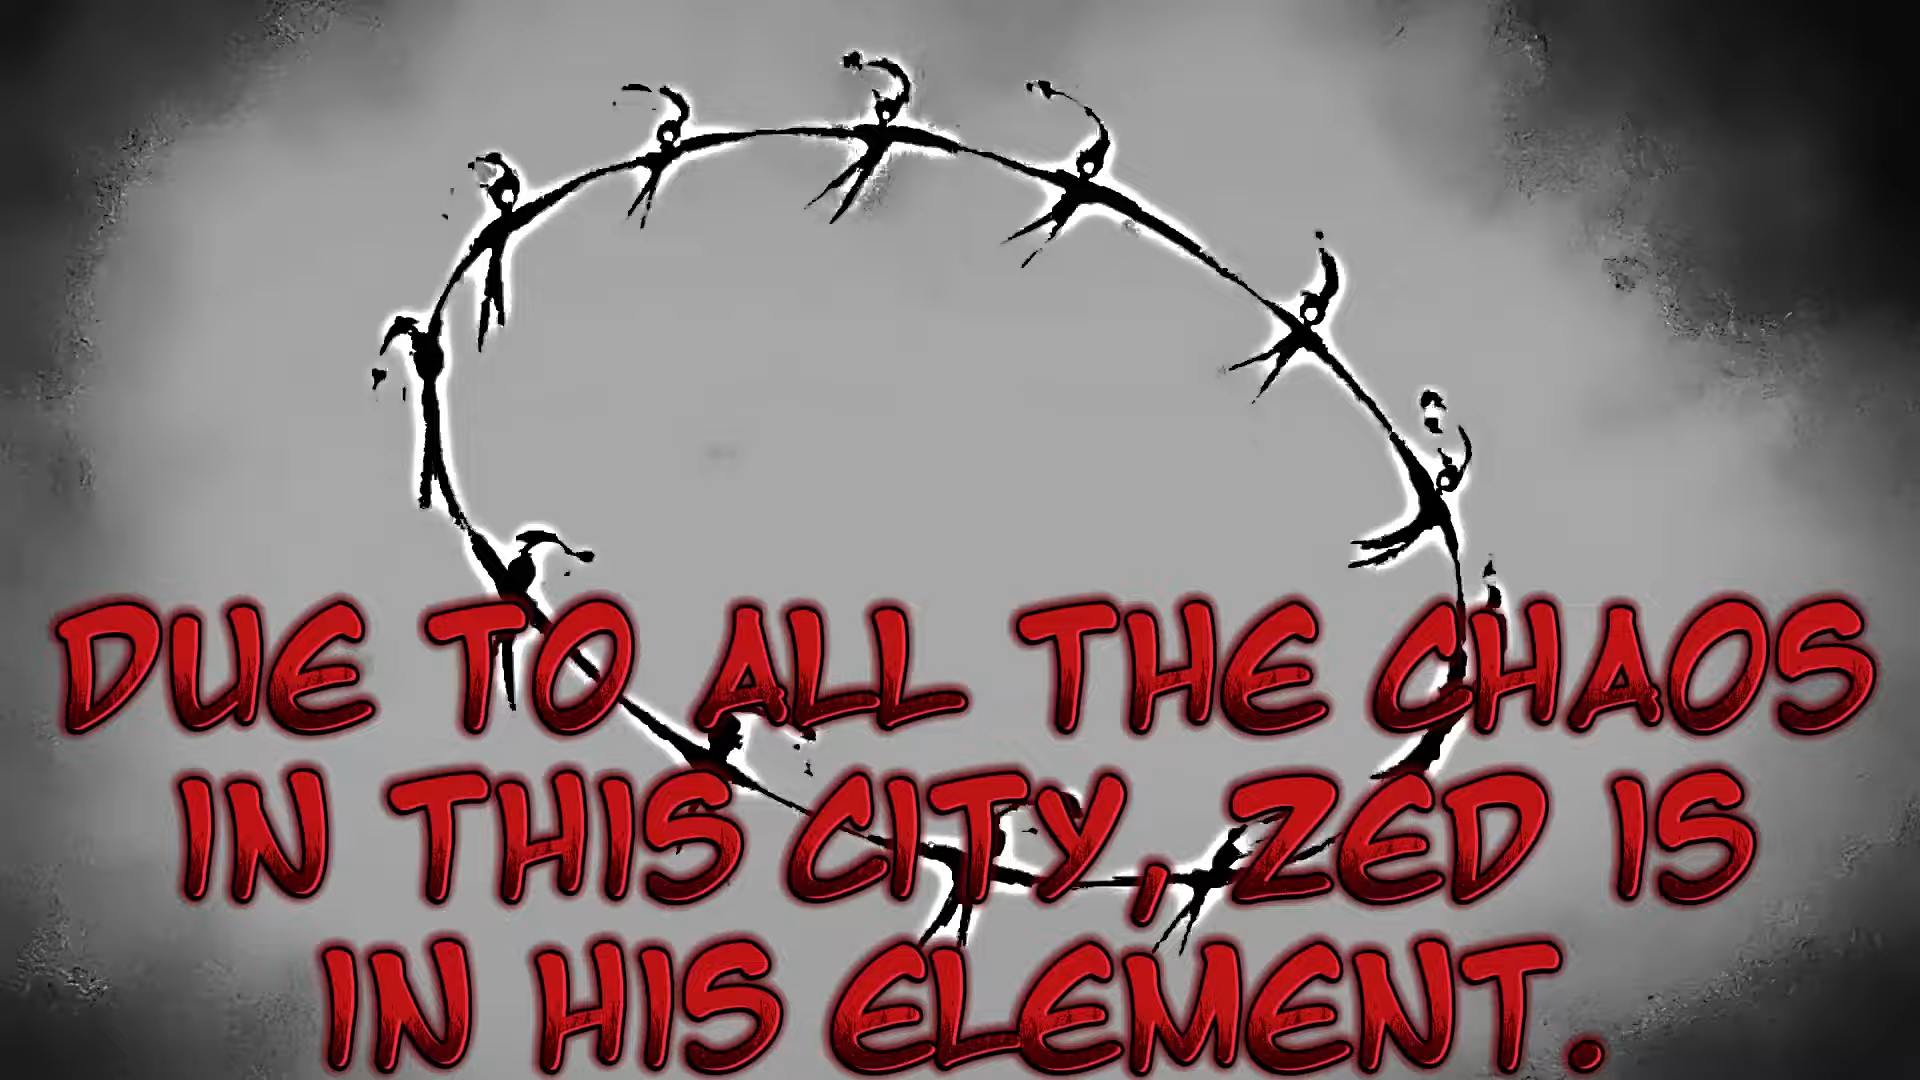 DUE TO ALL THE CHAOS
IN THIS CITY, ZED IS
IN HIS ELEMENT.